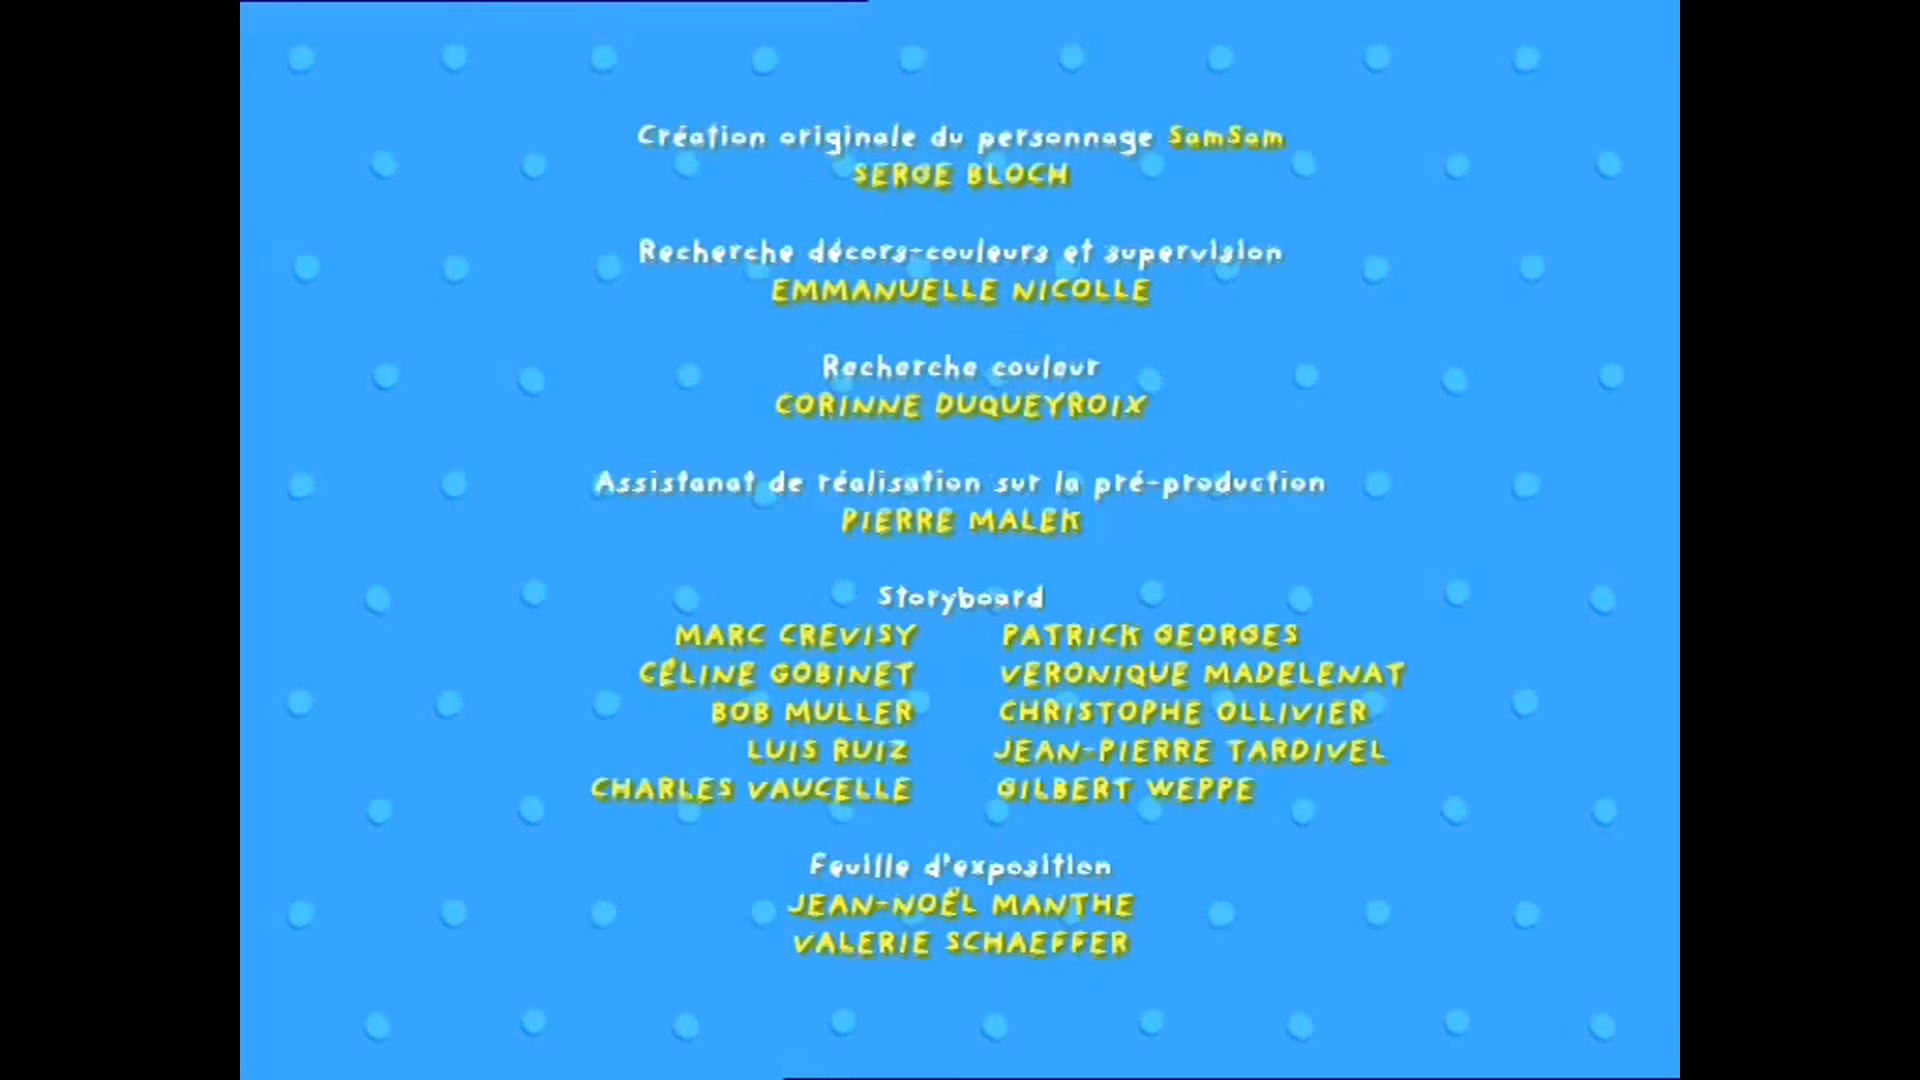 Création originale du personnage SamSam
SERGE BLOCH
Recherche décors-couleurs et supervision
EMMANUELLE NICOLLE
Recherche couleur
CORINNE DUQUEYROIX
Assistanat de réalisation sur la pré-production
PIERRE MALEK
Storyboard
MARC CREVISY PATRICK GEORGES
CÉLINE GOBINET VERONIQUE MADELENAT
BOB MULLER CHRISTOPHE OLLIVIER
LUIS RUIZ JEAN-PIERRE TARDIVEL
CHARLES VAUCELLE GILBERT WEPPE
Feuille d'exposition
JEAN-NOËL MANTHE
VALERIE SCHAEFFER